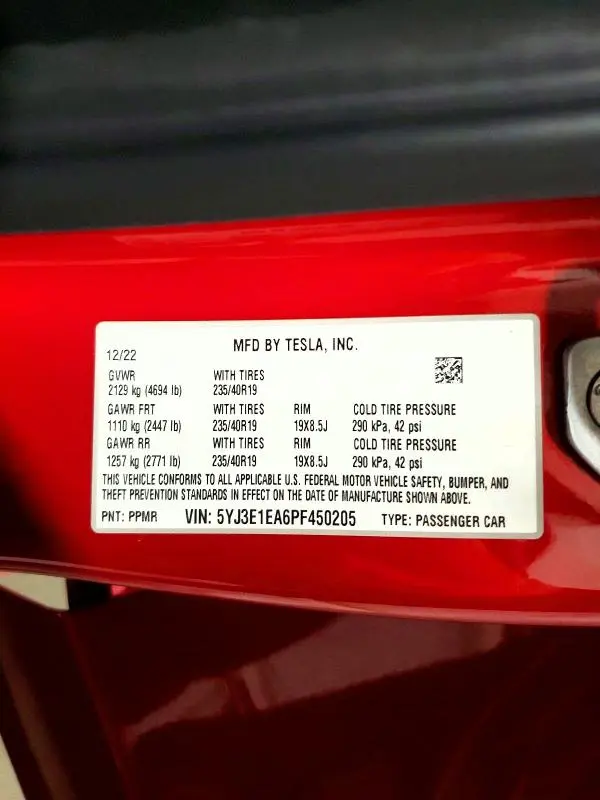 MFD BY TESLA, INC.
12/22
GVWR WITH TIRES
2129 kg (4694 lb) 235/40R19
GAWR FRT WITH TIRES RIM COLD TIRE PRESSURE
1110 kg (2447 lb) 235/40R19 19X8.5J 290 kPa, 42 psi
GAWR RR WITH TIRES RIM COLD TIRE PRESSURE
1257 kg (2771 lb) 235/40R19 19X8.5J 290 kPa, 42 psi
THIS VEHICLE CONFORMS TO ALL APPLICABLE U.S. FEDERAL MOTOR VEHICLE SAFETY, BUMPER, AND
THEFT PREVENTION STANDARDS IN EFFECT ON THE DATE OF MANUFACTURE SHOWN ABOVE.
PNT: PPMR VIN: 5YJ3E1EA6PF450205 TYPE: PASSENGER CAR